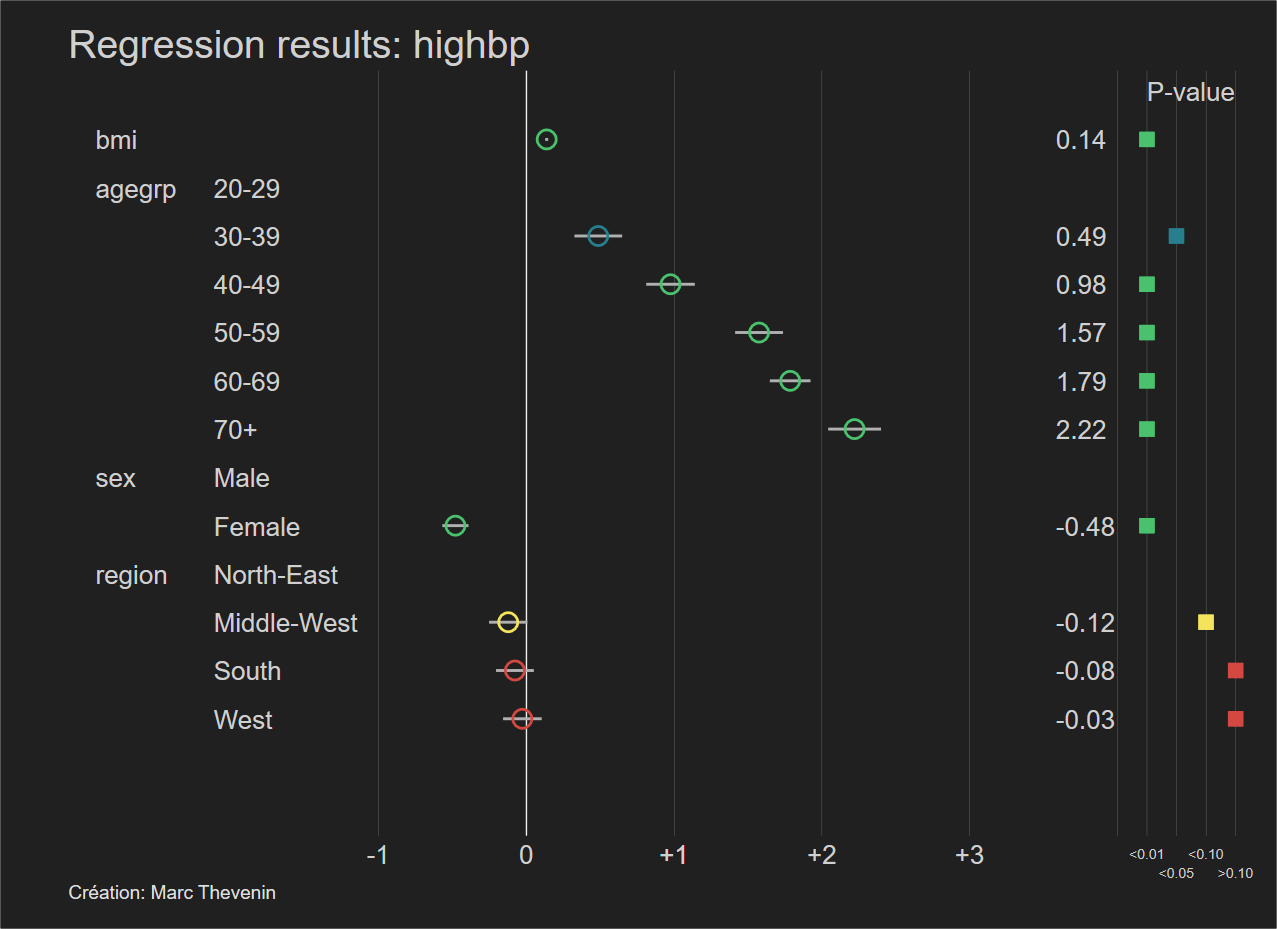 Regression results: highbp
P-value
bmi 0.14
agegrp 20-29
30-39 0.49
40-49 0.98
50-59 1.57
60-69 1.79
70+ 2.22
sex Male
Female -0.48
region North-East
Middle-West -0.12
South -0.08
West -0.03
-1 0 +1 +2 +3 <0.01 <0.10
<0.05 >0.10
Création: Marc Thevenin